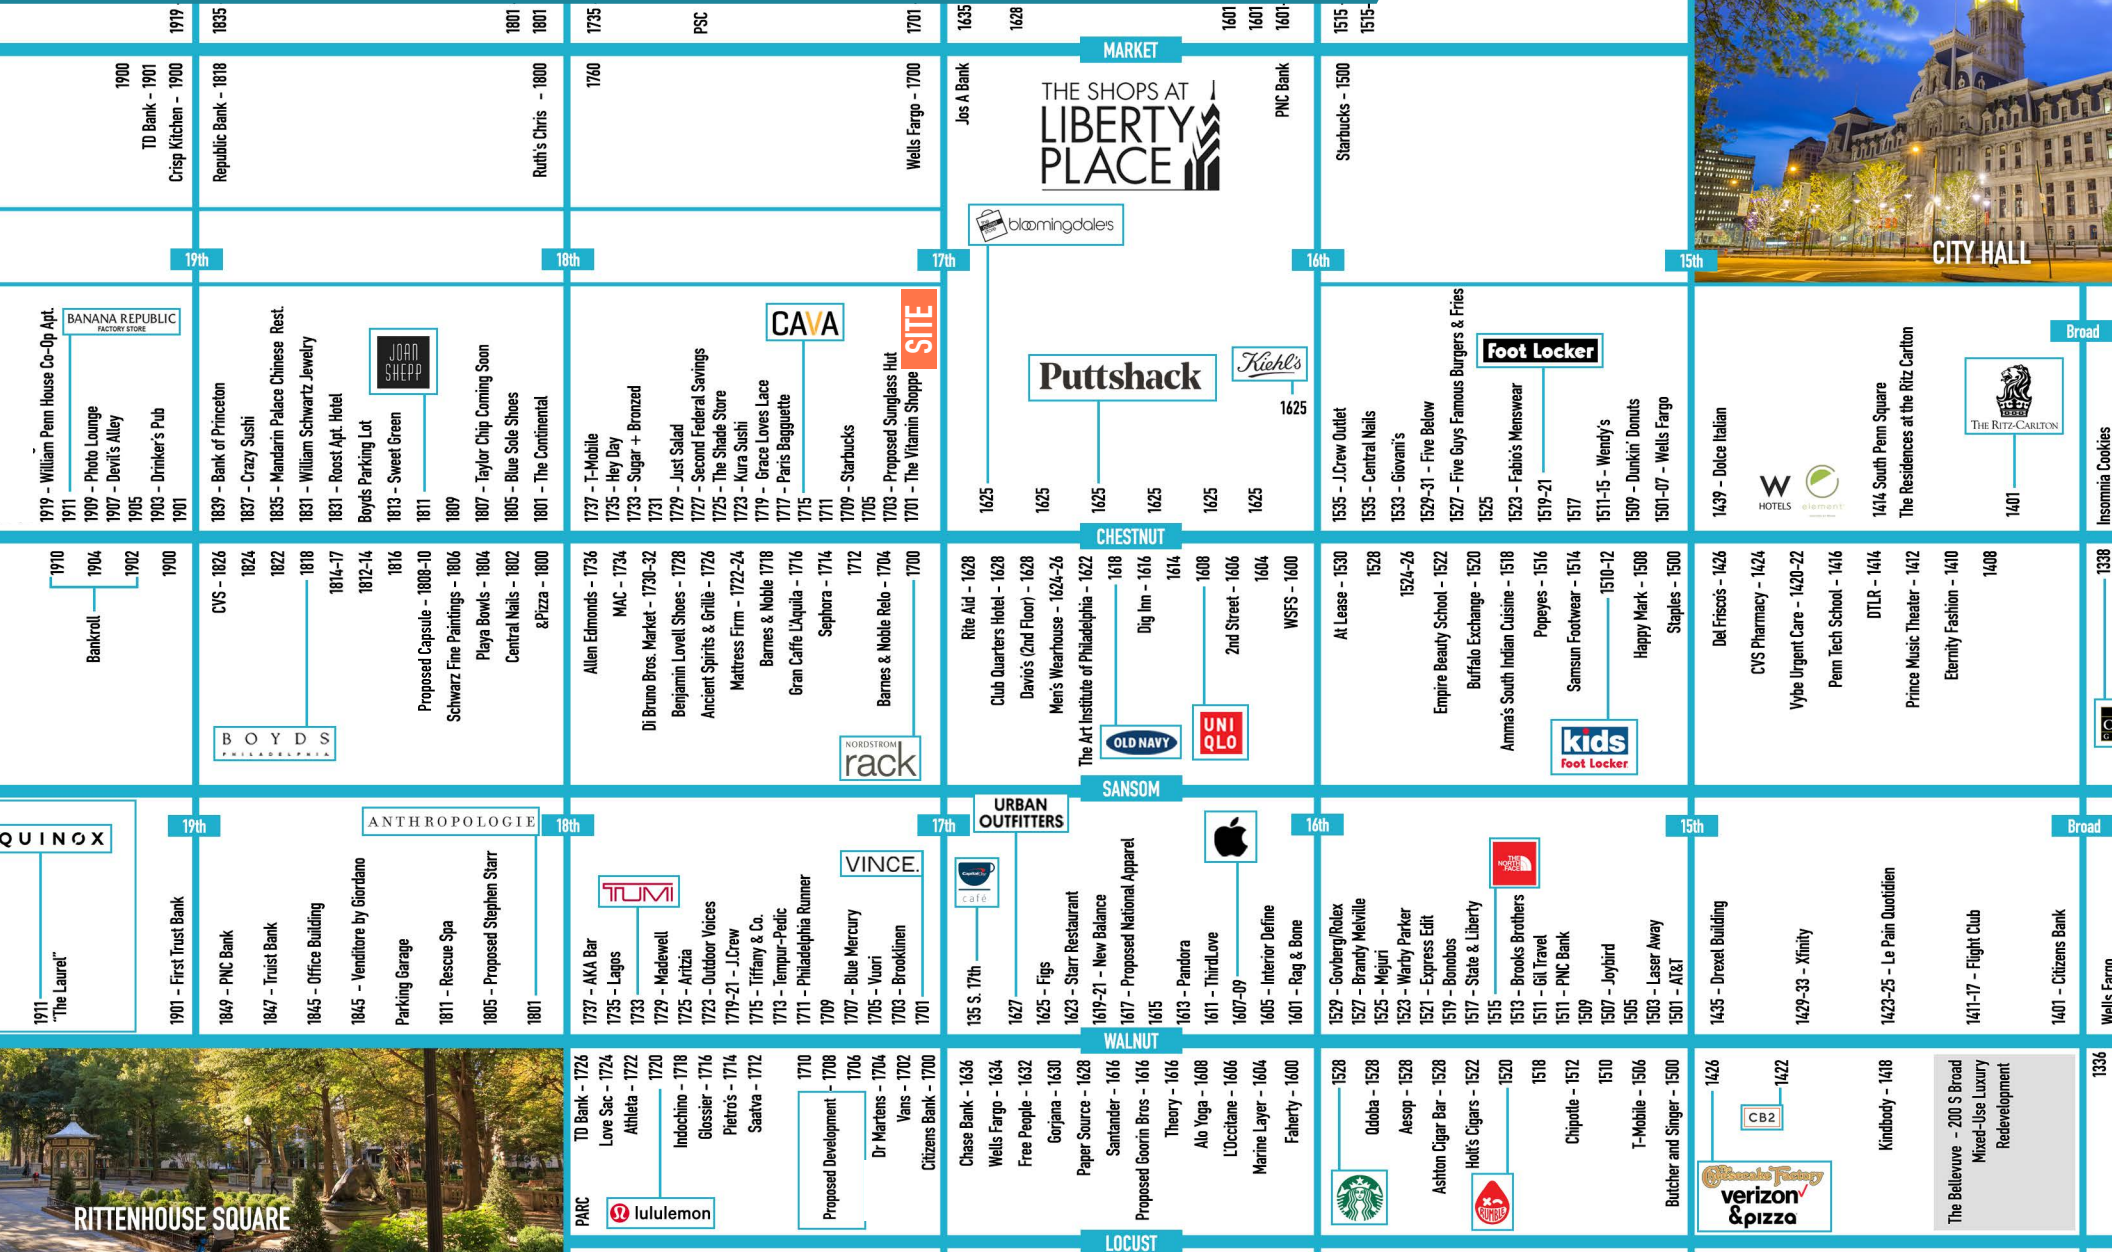 1919
1835
1801
1801
1735
PSC
1701
1635
1628
1601
1601
1601-
1515
1515-
MARKET
1900
TD Bank - 1901
Crisp Kitchen - 1900
Republic Bank - 1818
Ruth's Chris - 1800
1760
Wells Fargo - 1700
Jos A Bank
THE SHOPS AT
LIBERTY
PLACE
PNC Bank
Starbucks - 1500
CITY HALL
bloomingdale's
19th
18th
17th
16th
15th
Broad
1919 - William Penn House Co-Op Apt.
BANANA REPUBLIC
FACTORY STORE
1911
1909 - Photo Lounge
1907 - Devil's Alley
1905
1903 - Drinker's Pub
1901
1839 - Bank of Princeton
1837 - Crazy Sushi
1835 - Mandarin Palace Chinese Rest.
1831 - William Schwartz Jewelry
1831 - Roost Apt. Hotel
Boyds Parking Lot
1813 - Sweet Green
JOAN
SHEPP
1811
1809
1807 - Taylor Chip Coming Soon
1805 - Blue Sole Shoes
1801 - The Continental
1737 - T-Mobile
1735 - Hey Day
1733 - Sugar + Bronzed
1731
1729 - Just Salad
1727 - Second Federal Savings
1725 - The Shade Store
1723 - Kura Sushi
1719 - Grace Loves Lace
1717 - Paris Bagguette
CAVA
1715
1711
1709 - Starbucks
1705
1703 - Proposed Sunglass Hut
1701 - The Vitamin Shoppe
SITE
1625
1625
Puttshack
1625
1625
1625
1625
Kiehl's
1625
1535 - J.Crew Outlet
1535 - Central Nails
1533 - Giovani's
1529-31 - Five Below
1527 - Five Guys Famous Burgers & Fries
1525
1523 - Fabio's Menswear
Foot Locker
1519-21
1517
1511-15 - Wendy's
1509 - Dunkin' Donuts
1501-07 - Wells Fargo
1439 - Dolce Italian
W
HOTELS
element
1414 South Penn Square
The Residences at the Ritz Carlton
THE RITZ-CARLTON
1401
Insomnia Cookies
CHESTNUT
1910
1904
1902
Bankroll
1900
CVS - 1826
1824
1822
1818
BOYDS
PHILADELPHIA
1814-17
1812-14
1816
Proposed Capsule - 1808-10
Schwarz Fine Paintings - 1806
Playa Bowls - 1804
Central Nails - 1802
&Pizza - 1800
Allen Edmonds - 1736
MAC - 1734
Di Bruno Bros. Market - 1730-32
Benjamin Lovell Shoes - 1728
Ancient Spirits & Grille - 1726
Mattress Firm - 1722-24
Barnes & Noble 1718
Gran Caffe L'Aquila - 1716
Sephora - 1714
1712
Barnes & Noble Relo - 1704
1700
NORDSTROM
rack
Rite Aid - 1628
Club Quarters Hotel - 1628
Davio's (2nd Floor) - 1628
Men's Wearhouse - 1624-26
The Art Institute of Philadelphia - 1622
1618
OLD NAVY
Dig Inn - 1616
1614
1608
UNI
QLO
2nd Street - 1606
1604
WSFS - 1600
At Lease - 1530
1528
1524-26
Empire Beauty School - 1522
Buffalo Exchange - 1520
Amma's South Indian Cuisine - 1518
Popeyes - 1516
Samsun Footwear - 1514
1510-12
kids
Foot Locker
Happy Mark - 1508
Staples - 1500
Del Frisco's - 1426
CVS Pharmacy - 1424
Vybe Urgent Care - 1420-22
Penn Tech School - 1416
DTLR - 1414
Prince Music Theater - 1412
Eternity Fashion - 1410
1408
1338
SANSOM
19th
18th
17th
16th
15th
Broad
QUINOX
1911
"The Laurel"
1901 - First Trust Bank
1849 - PNC Bank
1847 - Truist Bank
1845 - Office Building
1845 - Venditore by Giordano
Parking Garage
1811 - Rescue Spa
1805 - Proposed Stephen Starr
ANTHROPOLOGIE
1801
1737 - AKA Bar
1735 - Lagos
TUMI
1733
1729 - Madewell
1725 - Aritzia
1723 - Outdoor Voices
1719-21 - J.Crew
1715 - Tiffany & Co.
1713 - Tempur-Pedic
1711 - Philadelphia Runner
1709
1707 - Blue Mercury
1705 - Vuori
1703 - Brooklinen
VINCE.
1701
Capital One
café
135 S. 17th
URBAN
OUTFITTERS
1627
1625 - Figs
1623 - Starr Restaurant
1619-21 - New Balance
1617 - Proposed National Apparel
1615
1613 - Pandora
1611 - ThirdLove
1607-09
1605 - Interior Define
1601 - Rag & Bone
1529 - Govberg/Rolex
1527 - Brandy Melville
1525 - Mejuri
1523 - Warby Parker
1521 - Express Edit
1519 - Bonobos
1517 - State & Liberty
THE
NORTH
FACE
1515
1513 - Brooks Brothers
1511 - Gil Travel
1511 - PNC Bank
1509
1507 - Joybird
1505
1503 - Laser Away
1501 - AT&T
1435 - Drexel Building
1429-33 - Xfinity
1423-25 - Le Pain Quotidien
1411-17 - Flight Club
1401 - Citizens Bank
Wells Fargo
WALNUT
RITTENHOUSE SQUARE
PARC
TD Bank - 1726
Love Sac - 1724
Athleta - 1722
1720
lululemon
Indochino - 1718
Glossier - 1716
Pietro's - 1714
Saatva - 1712
1710
Proposed Development - 1708
1706
Dr Martens - 1704
Vans - 1702
Citizens Bank - 1700
Chase Bank - 1636
Wells Fargo - 1634
Free People - 1632
Gorjana - 1630
Paper Source - 1628
Santander - 1616
Proposed Goorin Bros - 1616
Theory - 1616
Alo Yoga - 1608
L'Occitane - 1606
Marine Layer - 1604
Faherty - 1600
1528
Qdoba - 1528
Aesop - 1528
Ashton Cigar Bar - 1528
Holt's Cigars - 1522
1520
RUMBLE
1518
Chipotle - 1512
1510
T-Mobile - 1506
Butcher and Singer - 1500
1426
Cheesecake Factory
verizon
&pizza
1422
CB2
Kindbody - 1418
The Bellevuve - 200 S Broad
Mixed-Use Luxury
Redevelopment
1336
LOCUST